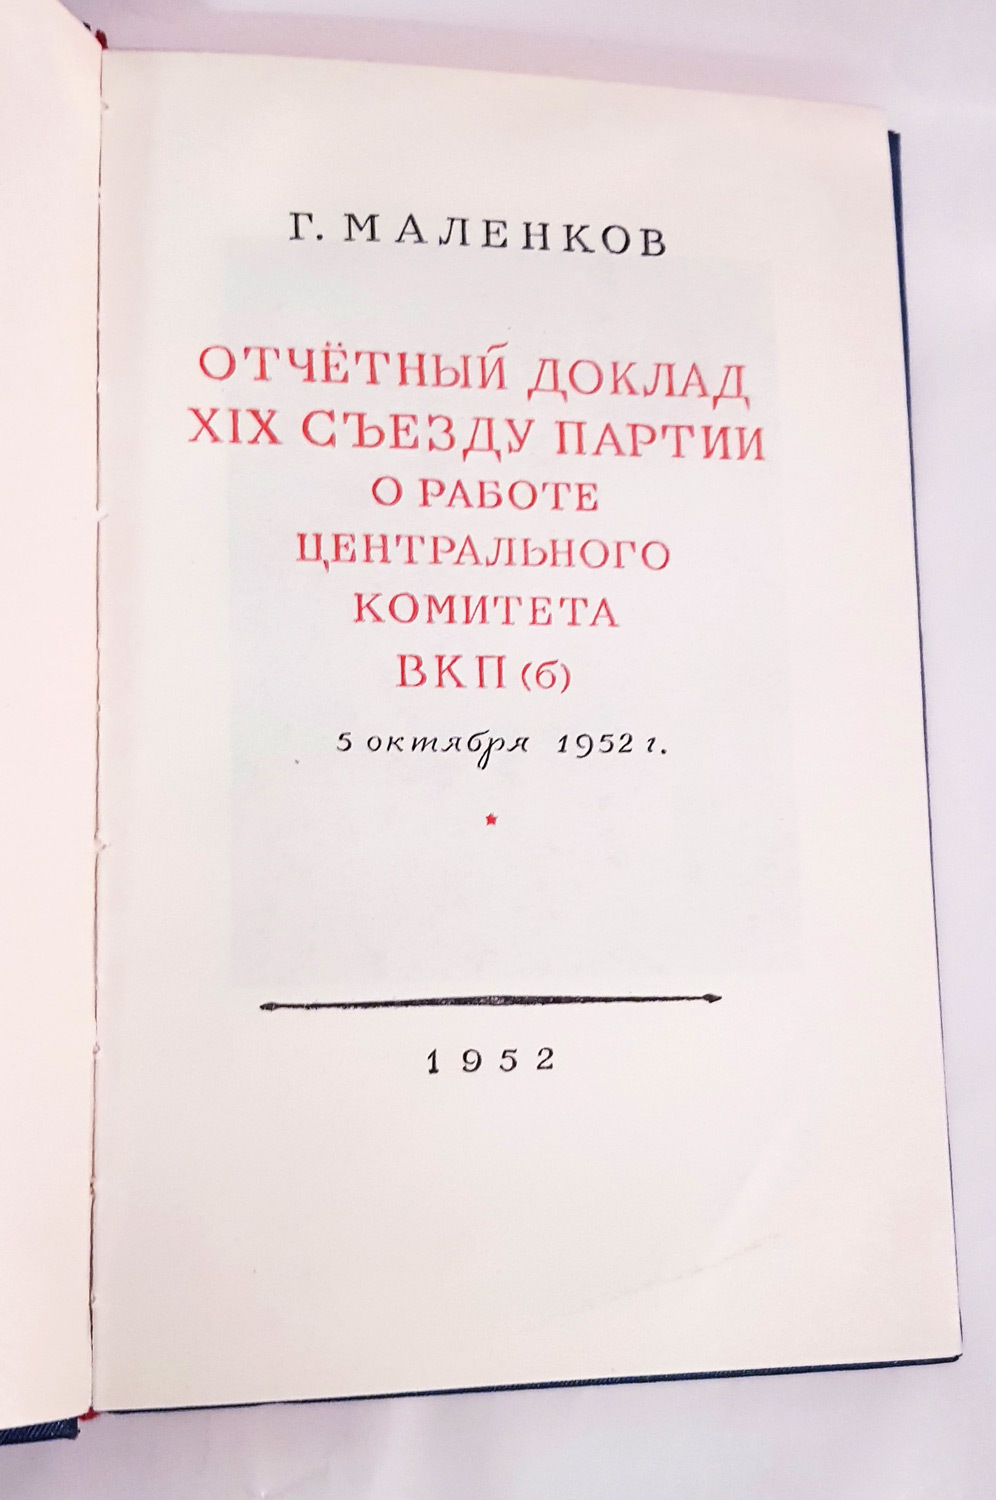 Г. МАЛЕНКОВ
ОТЧЁТНЫЙ ДОКЛАД
XIX СЪЕЗДУ ПАРТИИ
О РАБОТЕ
ЦЕНТРАЛЬНОГО
КОМИТЕТА
ВКП(б)
5 октября 1952 г.
1952